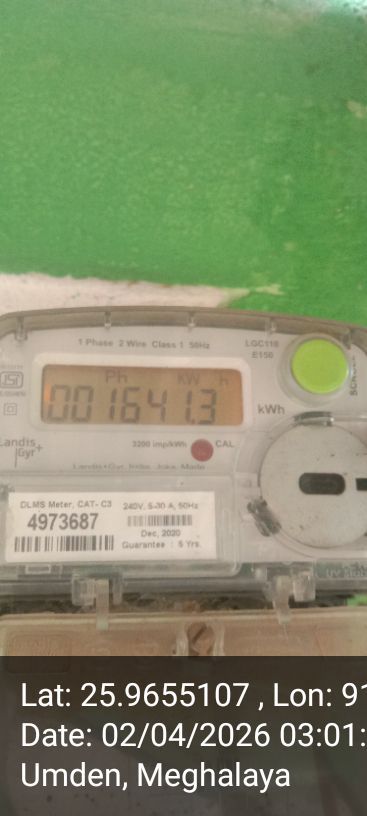 1 Phase 2 Wire Class 1 50Hz
LGC110
E150
Ph KW h
001641.3
kWh
ISI
Landis
Gyr+
3200 imp/kWh CAL
DLMS Meter, CAT- C3
4973687
240V, 5-30 A, 50Hz
Dec, 2020
Guarantee : 5 Yrs.
Lat: 25.9655107 , Lon: 91
Date: 02/04/2026 03:01:
Umden, Meghalaya